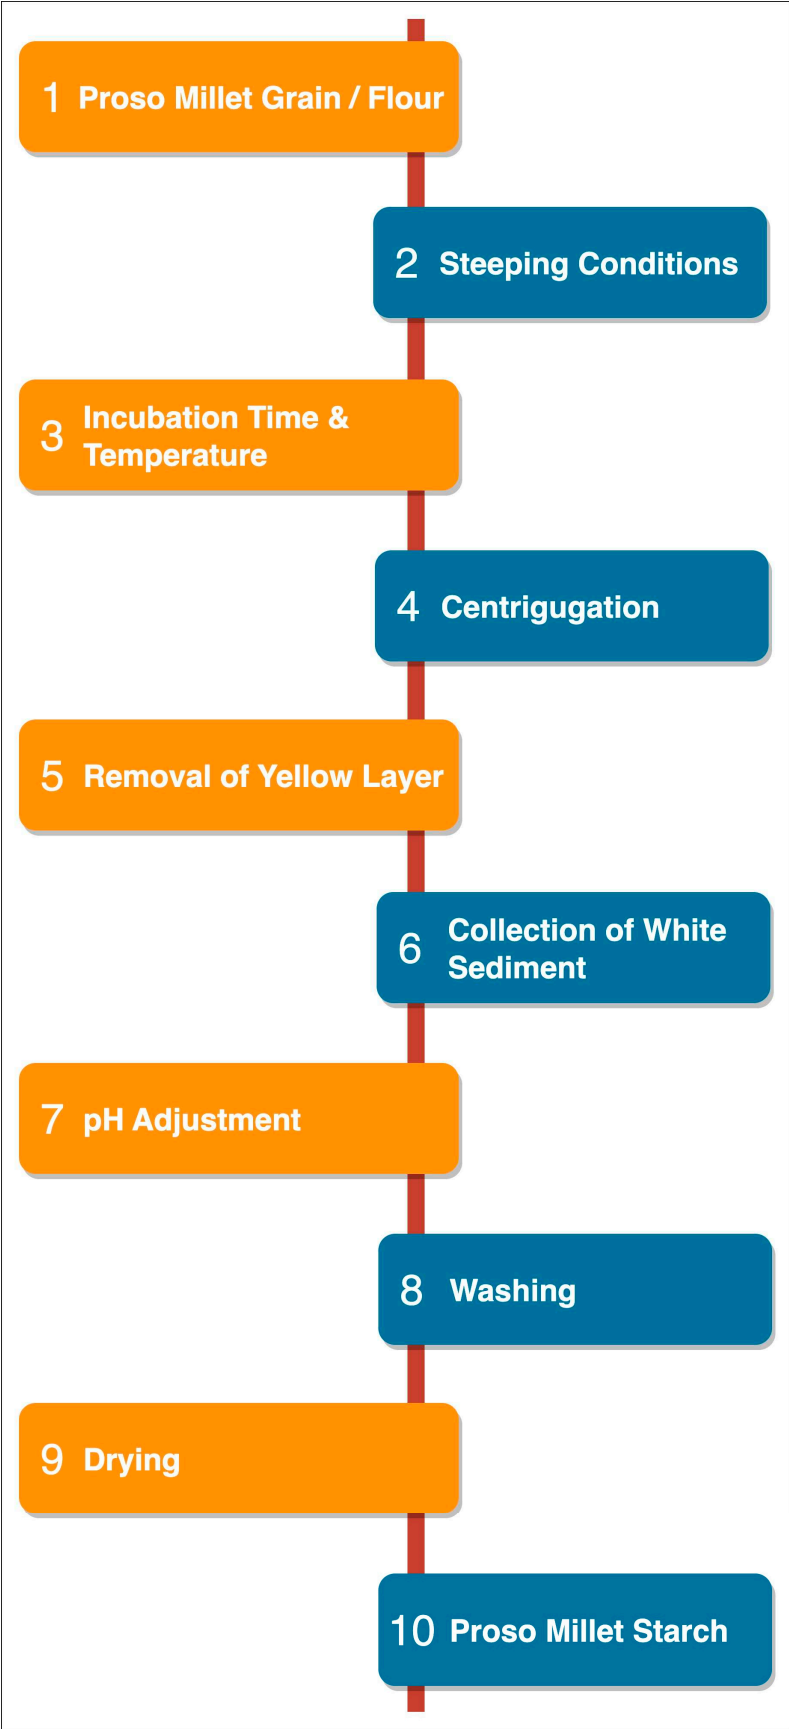 1 Proso Millet Grain / Flour
2 Steeping Conditions
3 Incubation Time &
Temperature
4 Centrigugation
5 Removal of Yellow Layer
6 Collection of White
Sediment
7 pH Adjustment
8 Washing
9 Drying
10 Proso Millet Starch